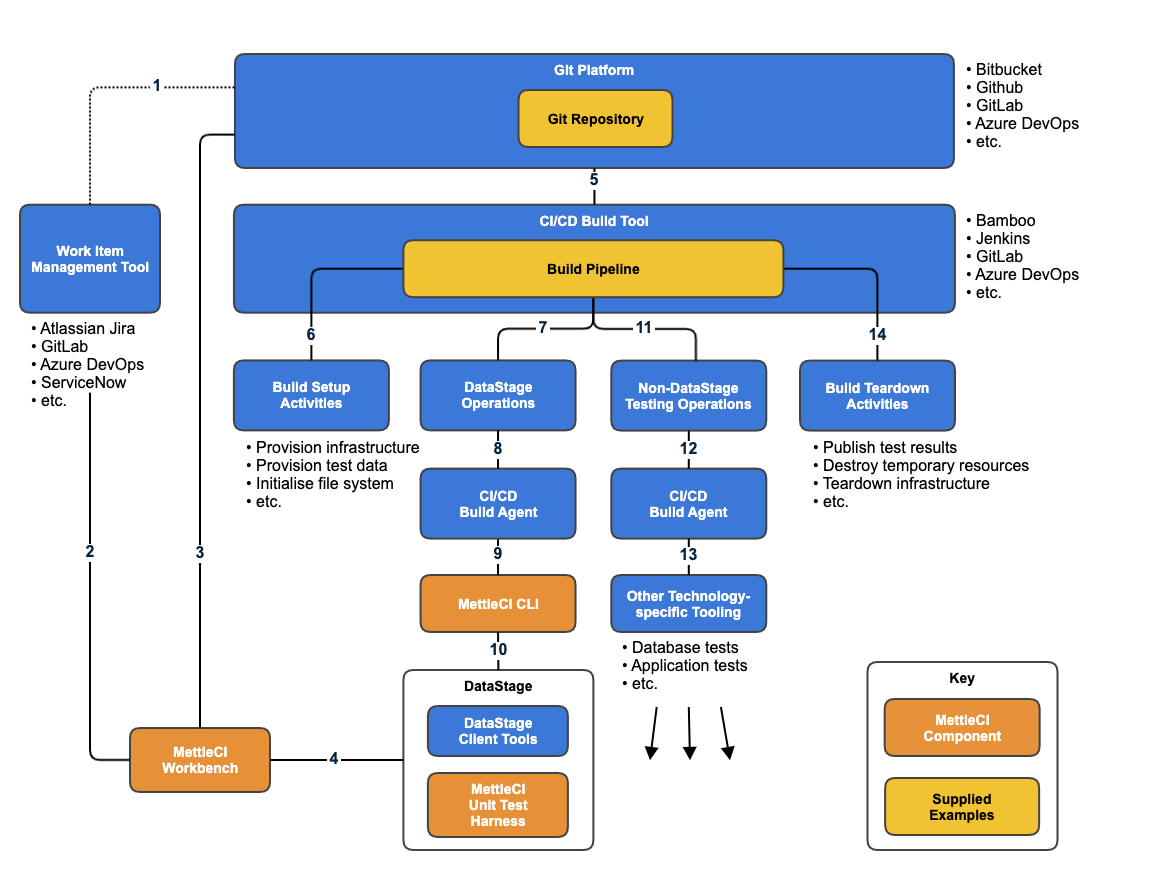 Git Platform
Git Repository
• Bitbucket
• Github
• GitLab
• Azure DevOps
• etc.
1
5
Work Item
Management Tool
• Atlassian Jira
• GitLab
• Azure DevOps
• ServiceNow
• etc.
CI/CD Build Tool
Build Pipeline
• Bamboo
• Jenkins
• GitLab
• Azure DevOps
• etc.
6
7
11
14
Build Setup
Activities
• Provision infrastructure
• Provision test data
• Initialise file system
• etc.
DataStage
Operations
Non-DataStage
Testing Operations
Build Teardown
Activities
• Publish test results
• Destroy temporary resources
• Teardown infrastructure
• etc.
8
12
CI/CD
Build Agent
CI/CD
Build Agent
2
3
9
13
MettleCI CLI
Other Technology-
specific Tooling
• Database tests
• Application tests
• etc.
10
DataStage
DataStage
Client Tools
MettleCI
Unit Test
Harness
MettleCI
Workbench
4
Key
MettleCI
Component
Supplied
Examples